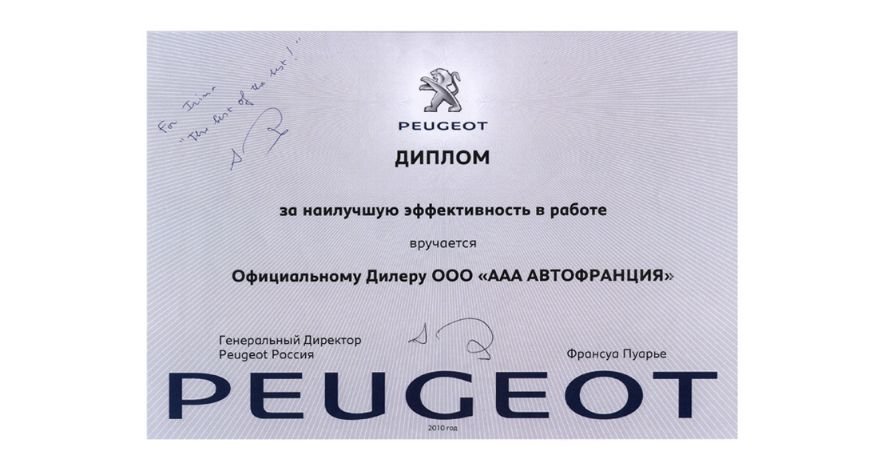 For Irina
"The best of the best!"
PEUGEOT
ДИПЛОМ
за наилучшую эффективность в работе
вручается
Официальному Дилеру ООО «ААА АВТОФРАНЦИЯ»
Генеральный Директор
Peugeot Россия
Франсуа Пуарье
PEUGEOT
2010 год